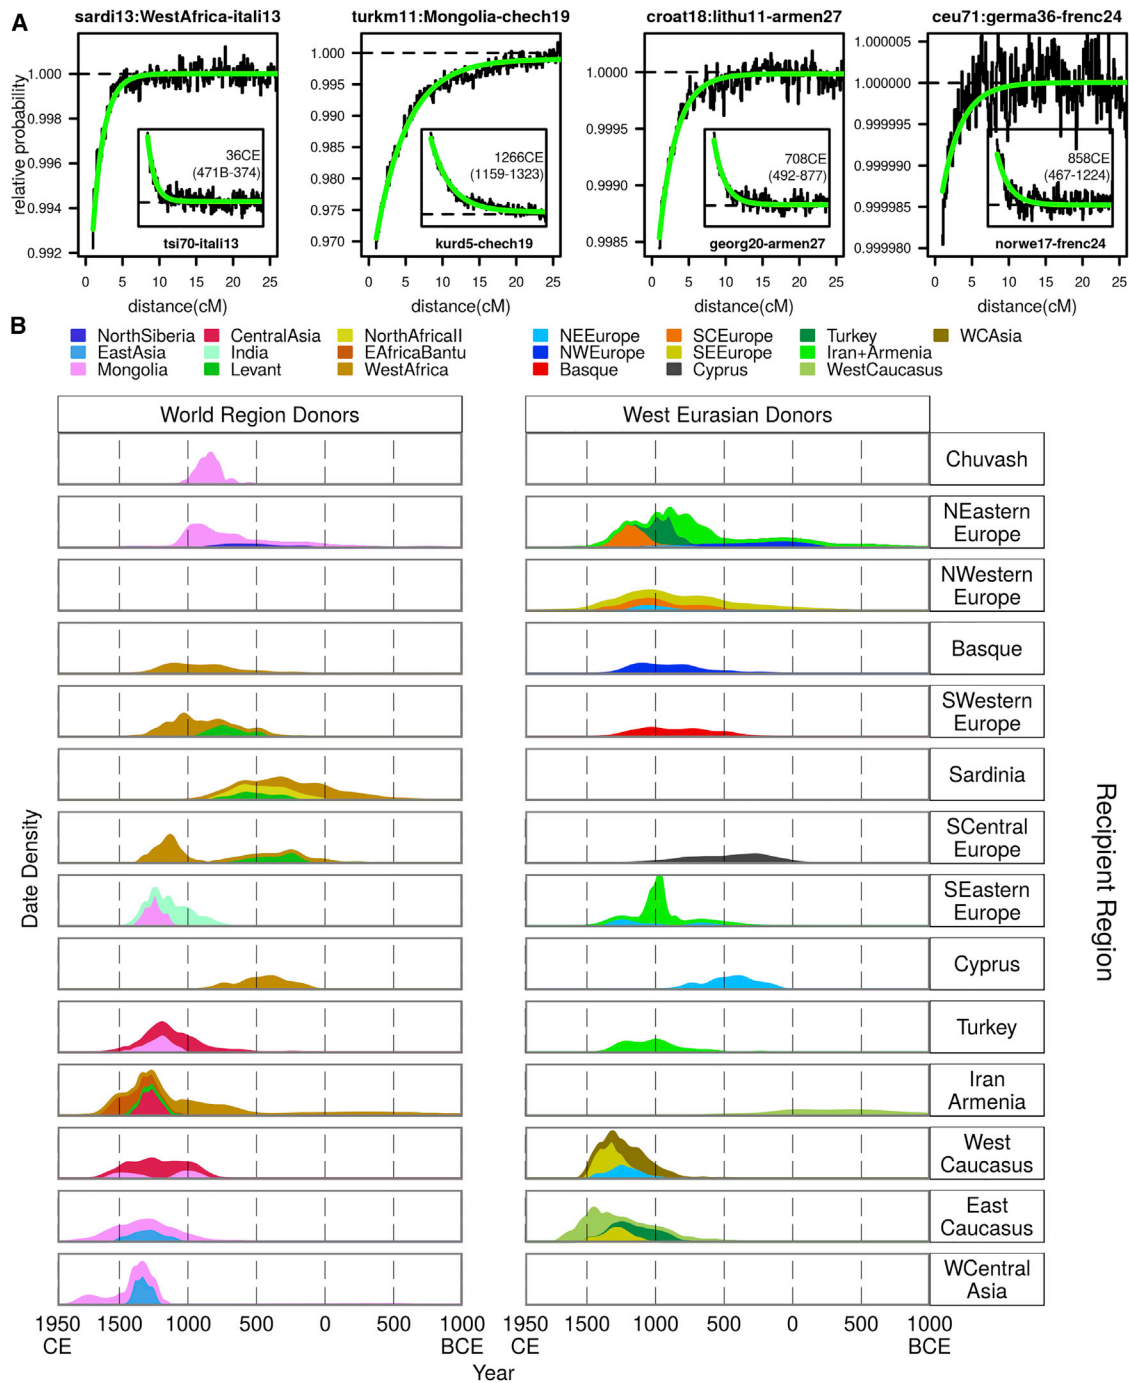 A
sardi13:WestAfrica-itali13
turkm11:Mongolia-chech19
croat18:lithu11-armen27
ceu71:germa36-frenc24
relative probability
1.000
0.998
0.996
0.994
0.992
36CE
(471B-374)
tsi70-itali13
0 5 10 15 20 25
distance(cM)
1.000
0.995
0.990
0.985
0.980
0.975
0.970
1266CE
(1159-1323)
kurd5-chech19
0 5 10 15 20 25
distance(cM)
1.0000
0.9995
0.9990
0.9985
708CE
(492-877)
georg20-armen27
0 5 10 15 20 25
distance(cM)
1.000005
1.000000
0.999995
0.999990
0.999985
0.999980
858CE
(467-1224)
norwe17-frenc24
0 5 10 15 20 25
distance(cM)
B
NorthSiberia CentralAsia NorthAfricaII
EastAsia India EAfricaBantu
Mongolia Levant WestAfrica
NEEurope SCEurope Turkey WCAsia
NWEurope SEEurope Iran+Armenia
Basque Cyprus WestCaucasus
World Region Donors
West Eurasian Donors
Chuvash
NEastern
Europe
NWestern
Europe
Basque
SWestern
Europe
Sardinia
SCentral
Europe
SEastern
Europe
Cyprus
Turkey
Iran
Armenia
West
Caucasus
East
Caucasus
WCentral
Asia
Date Density
Recipient Region
1950 1500 1000 500 0 500 1000
CE BCE
1950 1500 1000 500 0 500 1000
CE BCE
Year